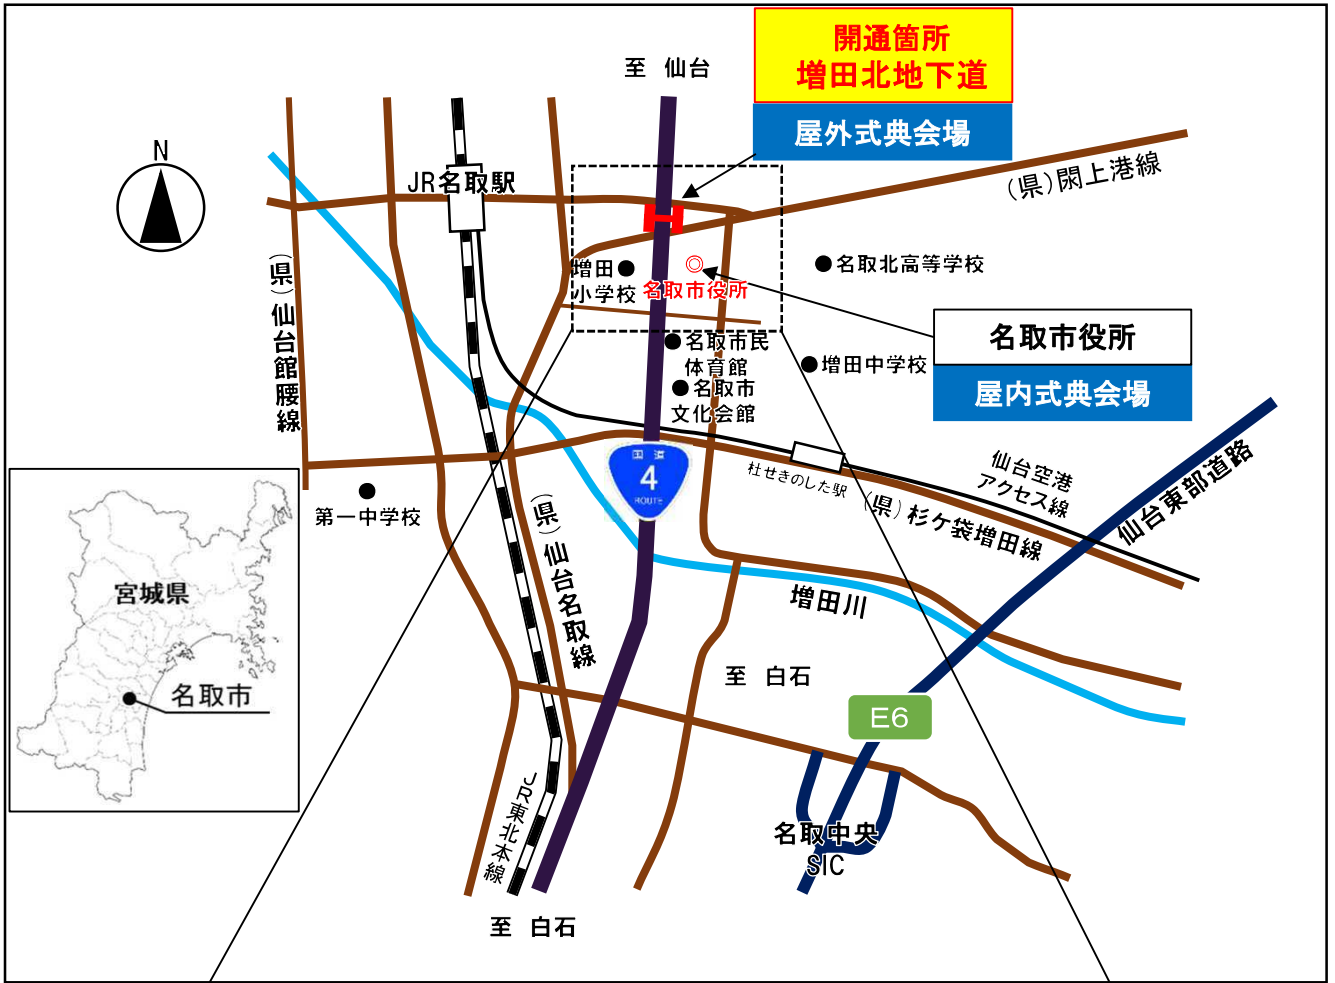 開通箇所
増田北地下道
屋外式典会場
至 仙台
N
JR名取駅
(県)閖上港線
(県)仙台館腰線
増田
小学校
名取市役所
名取北高等学校
名取市役所
屋内式典会場
名取市民
体育館
名取市
文化会館
増田中学校
国道
4
ROUTE
杜せきのした駅
仙台空港
アクセス線
仙台東部道路
(県)杉ケ袋増田線
第一中学校
(県)仙台名取線
増田川
宮城県
名取市
至 白石
E6
JR東北本線
名取中央
SIC
至 白石